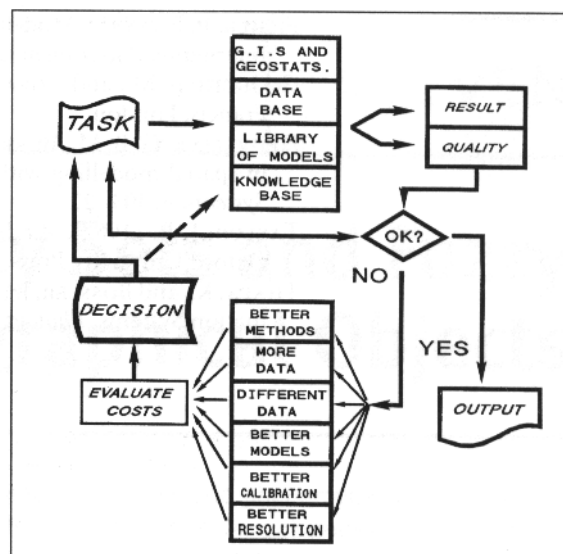 G.I.S AND
GEOSTATS.
DATA
BASE
LIBRARY
OF MODELS
KNOWLEDGE
BASE
TASK
RESULT
QUALITY
OK?
NO
YES
DECISION
EVALUATE
COSTS
BETTER
METHODS
MORE
DATA
DIFFERENT
DATA
BETTER
MODELS
BETTER
CALIBRATION
BETTER
RESOLUTION
OUTPUT